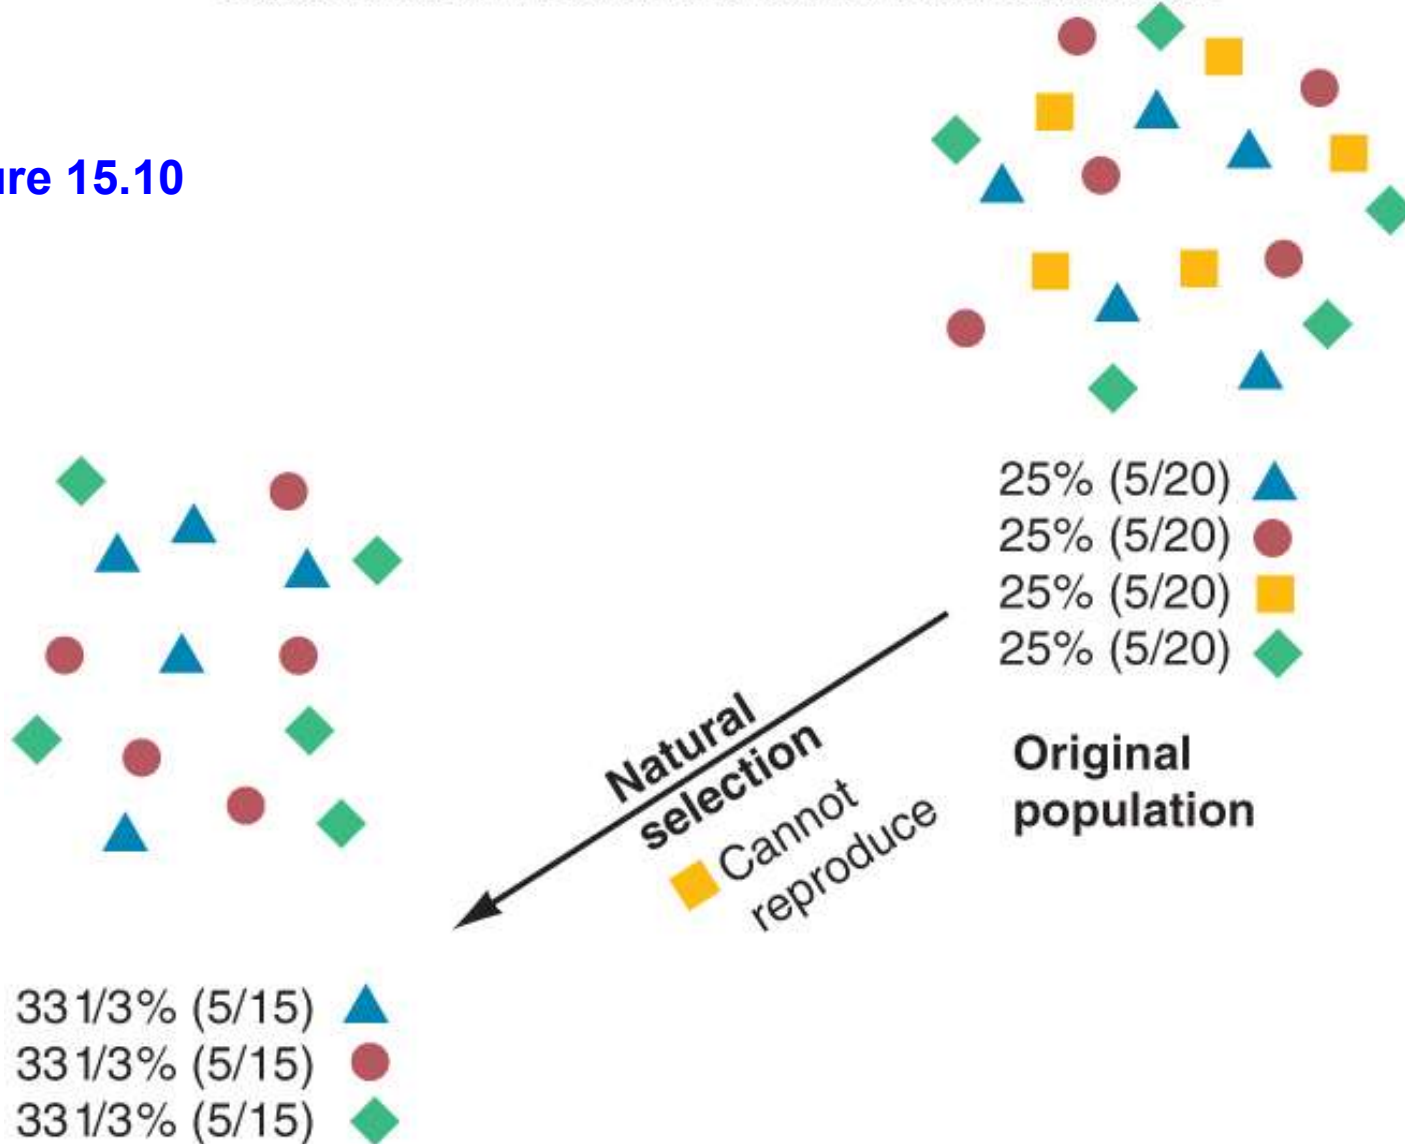 ure 15.10
25% (5/20)
25% (5/20)
25% (5/20)
25% (5/20)
Original
population
Natural
selection
Cannot
reproduce
33 1/3% (5/15)
33 1/3% (5/15)
33 1/3% (5/15)